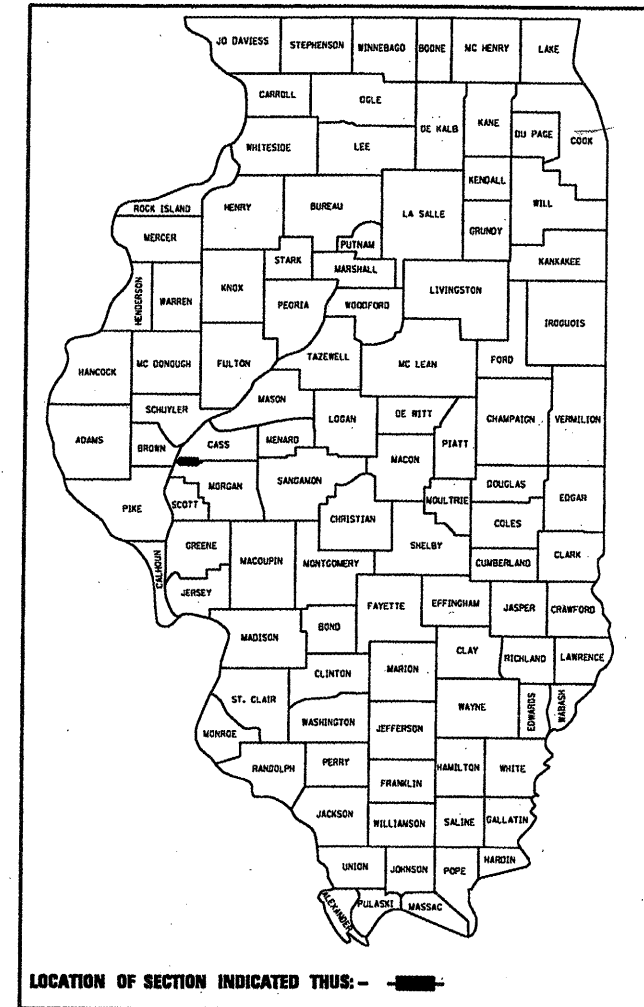 JO DAVIESS STEPHENSON WINNEBAGO BOONE MC HENRY LAKE
CARROLL OGLE DE KALB KANE DU PAGE COOK
WHITESIDE LEE KENDALL WILL
ROCK ISLAND HENRY BUREAU LA SALLE GRUNDY
MERCER PUTNAM KANKAKEE
STARK MARSHALL
HENDERSON WARREN KNOX PEORIA WOODFORD LIVINGSTON IROQUOIS
HANCOCK MC DONOUGH FULTON TAZEWELL MC LEAN FORD
SCHUYLER MASON LOGAN DE WITT CHAMPAIGN VERMILION
ADAMS BROWN CASS MENARD MACON PIATT
PIKE SCOTT MORGAN SANGAMON MOULTRIE DOUGLAS EDGAR
CHRISTIAN COLES
CALHOUN GREENE MACOUPIN MONTGOMERY SHELBY CUMBERLAND CLARK
JERSEY FAYETTE EFFINGHAM JASPER CRAWFORD
MADISON BOND CLAY RICHLAND LAWRENCE
CLINTON MARION
ST. CLAIR WASHINGTON JEFFERSON WAYNE EDWARDS WABASH
MONROE
RANDOLPH PERRY FRANKLIN HAMILTON WHITE
JACKSON WILLIAMSON SALINE GALLATIN
UNION JOHNSON POPE HARDIN
ALEXANDER PULASKI MASSAC
LOCATION OF SECTION INDICATED THUS: -